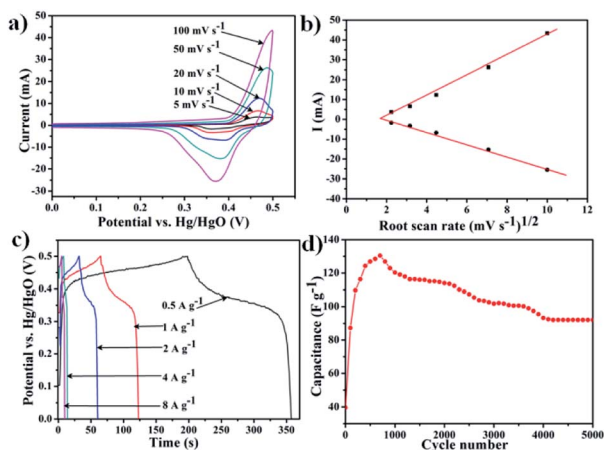 a)
100 mV s-1
50 mV s-1
20 mV s-1
10 mV s-1
5 mV s-1
Current (mA)
50
40
30
20
10
0
-10
-20
-30
0.0 0.1 0.2 0.3 0.4 0.5
Potential vs. Hg/HgO (V)
b)
I (mA)
50
40
30
20
10
0
-10
-20
-30
-40
0 2 4 6 8 10 12
Root scan rate (mV s-1)1/2
c)
Potential vs. Hg/HgO (V)
0.5
0.4
0.3
0.2
0.1
0.0
0.5 A g-1
1 A g-1
2 A g-1
4 A g-1
8 A g-1
0 50 100 150 200 250 300 350
Time (s)
d)
Capacitance (F g-1)
140
120
100
80
60
40
0 1000 2000 3000 4000 5000
Cycle number